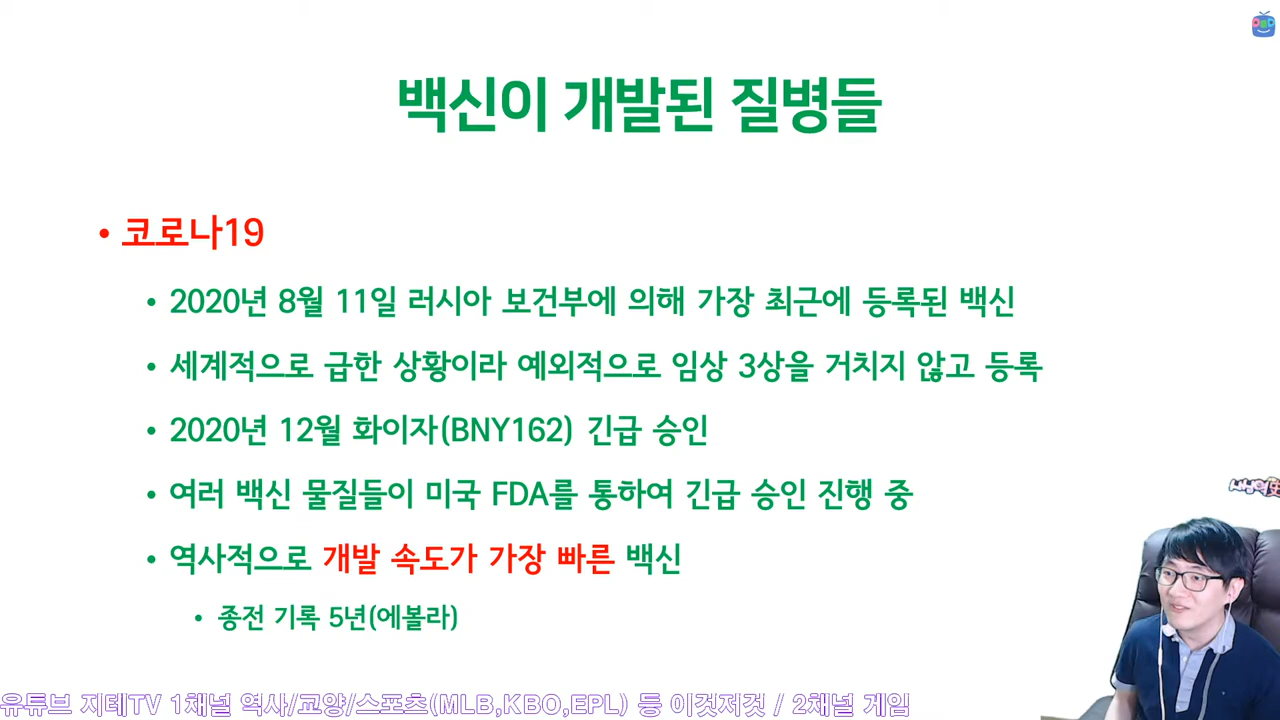 백신이 개발된 질병들
• 코로나19
• 2020년 8월 11일 러시아 보건부에 의해 가장 최근에 등록된 백신
• 세계적으로 급한 상황이라 예외적으로 임상 3상을 거치지 않고 등록
• 2020년 12월 화이자(BNY162) 긴급 승인
• 여러 백신 물질들이 미국 FDA를 통하여 긴급 승인 진행 중
• 역사적으로 개발 속도가 가장 빠른 백신
• 종전 기록 5년(에볼라)
유튜브 지테TV 1채널 역사/교양/스포츠(MLB,KBO,EPL) 등 이것저것 / 2채널 게임